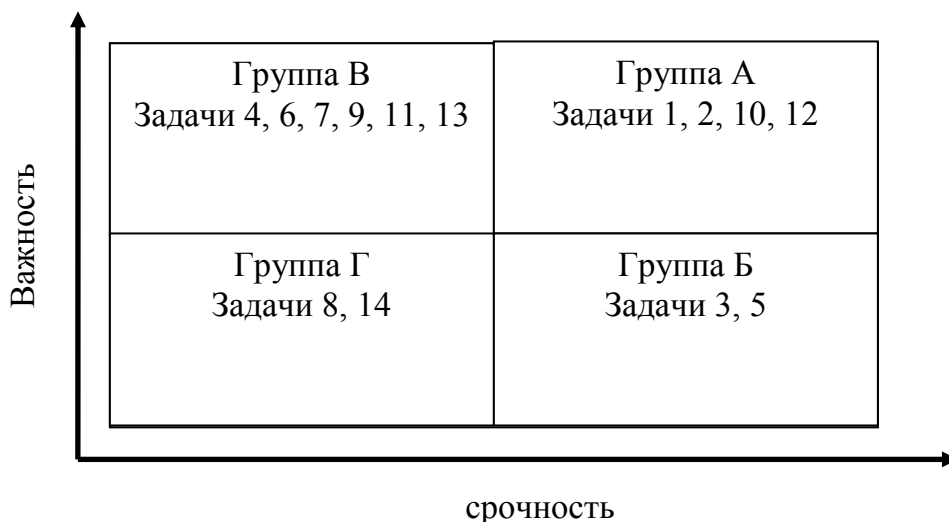 Группа В
Задачи 4, 6, 7, 9, 11, 13
Группа А
Задачи 1, 2, 10, 12
Группа Г
Задачи 8, 14
Группа Б
Задачи 3, 5
Важность
срочность